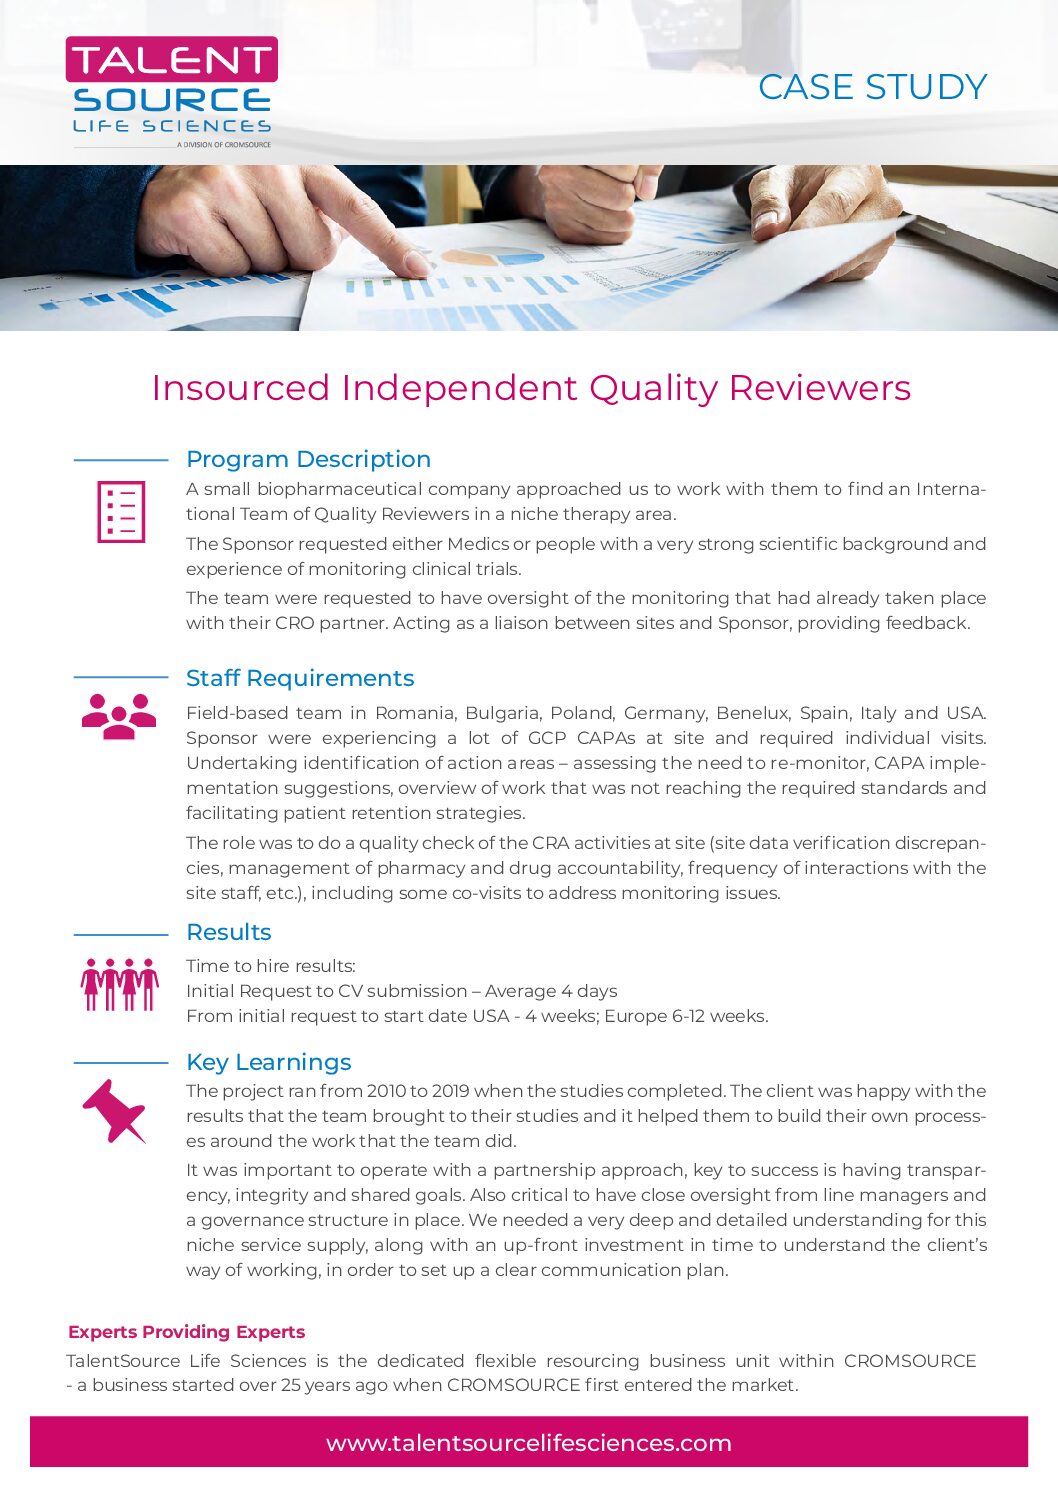 TALENT
SOURCE
LIFE SCIENCES
A DIVISION OF CROMSOURCE
CASE STUDY
Insourced Independent Quality Reviewers
Program Description
A small biopharmaceutical company approached us to work with them to find an Interna-
tional Team of Quality Reviewers in a niche therapy area.
The Sponsor requested either Medics or people with a very strong scientific background and
experience of monitoring clinical trials.
The team were requested to have oversight of the monitoring that had already taken place
with their CRO partner. Acting as a liaison between sites and Sponsor, providing feedback.
Staff Requirements
Field-based team in Romania, Bulgaria, Poland, Germany, Benelux, Spain, Italy and USA.
Sponsor were experiencing a lot of GCP CAPAs at site and required individual visits.
Undertaking identification of action areas – assessing the need to re-monitor, CAPA imple-
mentation suggestions, overview of work that was not reaching the required standards and
facilitating patient retention strategies.
The role was to do a quality check of the CRA activities at site (site data verification discrepan-
cies, management of pharmacy and drug accountability, frequency of interactions with the
site staff, etc.), including some co-visits to address monitoring issues.
Results
Time to hire results:
Initial Request to CV submission – Average 4 days
From initial request to start date USA - 4 weeks; Europe 6-12 weeks.
Key Learnings
The project ran from 2010 to 2019 when the studies completed. The client was happy with the
results that the team brought to their studies and it helped them to build their own process-
es around the work that the team did.
It was important to operate with a partnership approach, key to success is having transpar-
ency, integrity and shared goals. Also critical to have close oversight from line managers and
a governance structure in place. We needed a very deep and detailed understanding for this
niche service supply, along with an up-front investment in time to understand the client's
way of working, in order to set up a clear communication plan.
Experts Providing Experts
TalentSource Life Sciences is the dedicated flexible resourcing business unit within CROMSOURCE
- a business started over 25 years ago when CROMSOURCE first entered the market.
www.talentsourcelifesciences.com